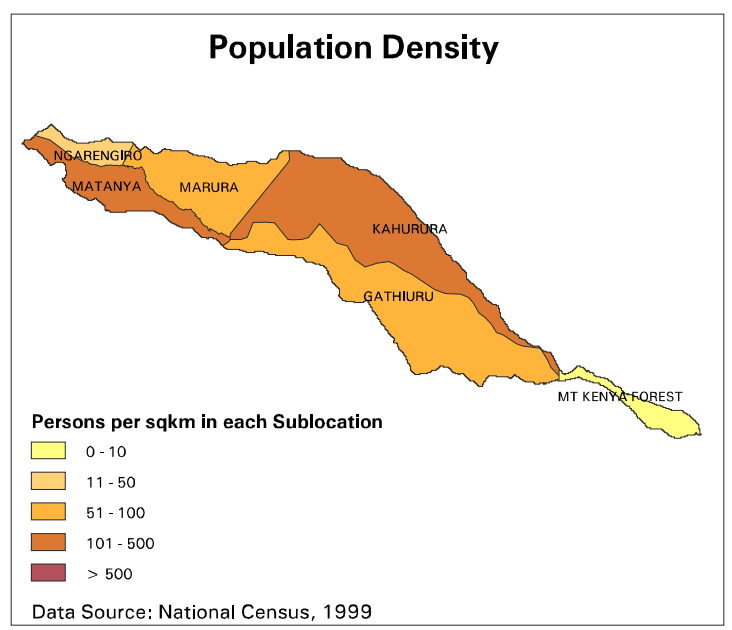 Population Density
NGARENGIRO
MATANYA
MARURA
KAHURURA
GATHIURU
MT KENYA FOREST
Persons per sqkm in each Sublocation
0 - 10
11 - 50
51 - 100
101 - 500
> 500
Data Source: National Census, 1999